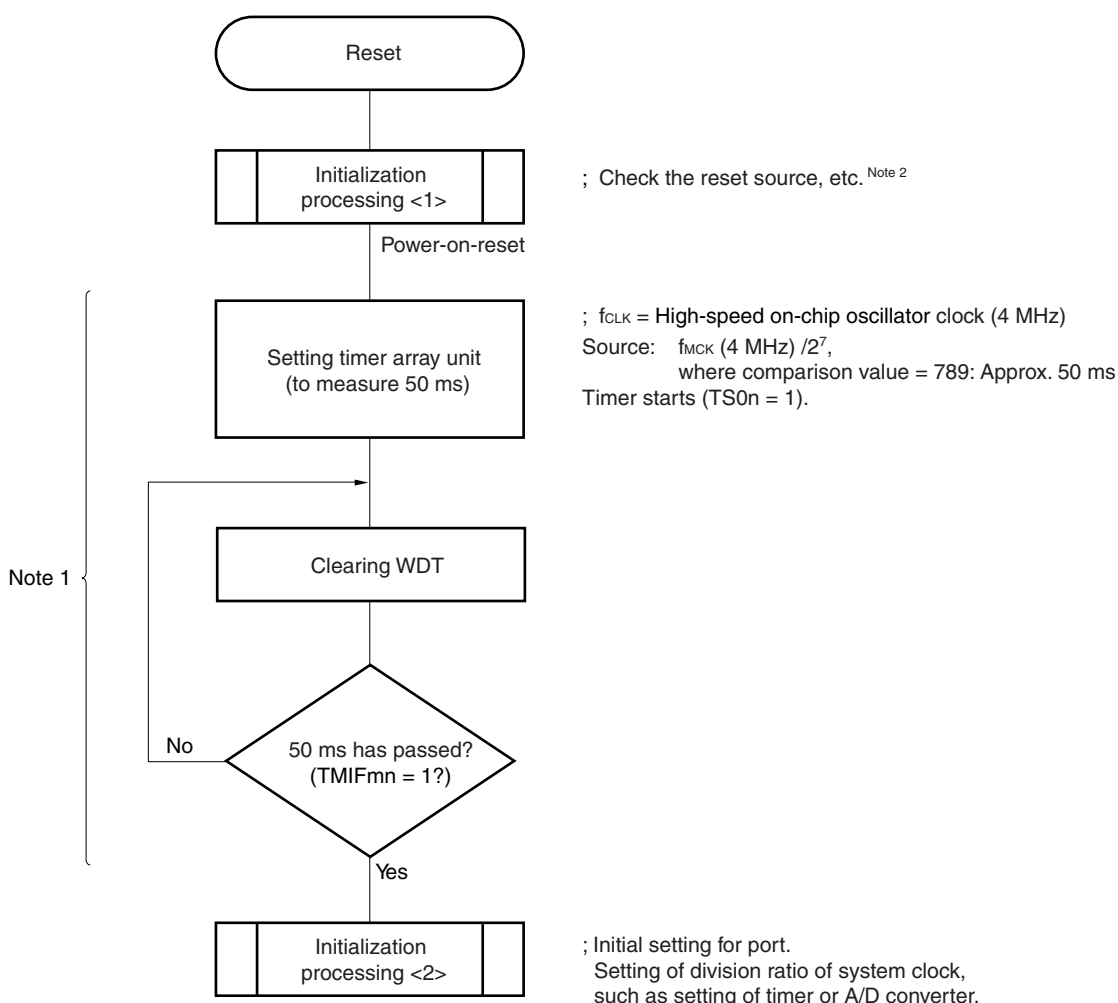 Reset
Initialization
processing <1>
; Check the reset source, etc. Note 2
Power-on-reset
Setting timer array unit
(to measure 50 ms)
; fCLK = High-speed on-chip oscillator clock (4 MHz)
Source: fMCK (4 MHz) /2⁷,
where comparison value = 789: Approx. 50 ms
Timer starts (TS0n = 1).
Note 1
Clearing WDT
No
50 ms has passed?
(TMIFmn = 1?)
Yes
Initialization
processing <2>
; Initial setting for port.
Setting of division ratio of system clock,
such as setting of timer or A/D converter.